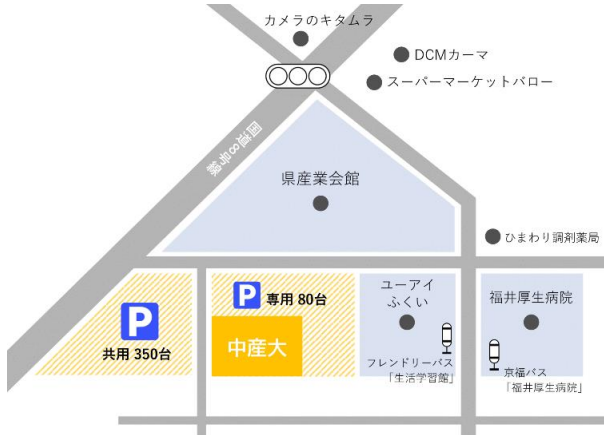 カメラのキタムラ
DCMカーマ
スーパーマーケットバロー
国道8号線
県産業会館
ひまわり調剤薬局
P
共用 350台
P 専用 80台
中産大
ユーアイ
ふくい
フレンドリーバス
「生活学習館」
福井厚生病院
京福バス
「福井厚生病院」